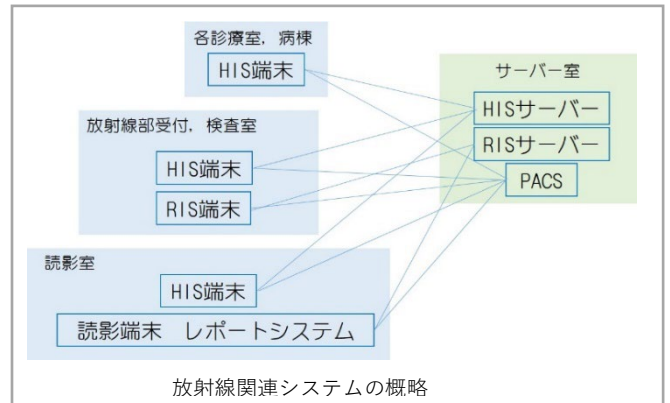 各診療室，病棟
HIS端末
放射線部受付，検査室
HIS端末
RIS端末
読影室
HIS端末
読影端末　レポートシステム
サーバー室
HISサーバー
RISサーバー
PACS
放射線関連システムの概略